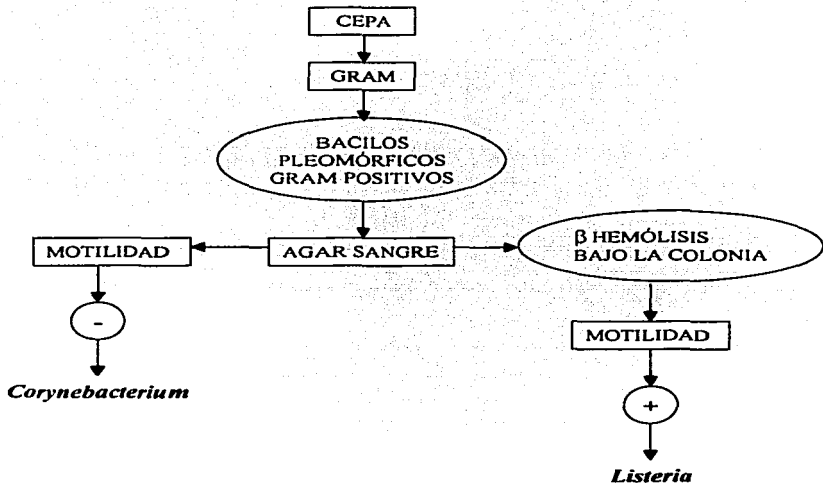 CEPA
GRAM
BACILOS
PLEOMÓRFICOS
GRAM POSITIVOS
MOTILIDAD
AGAR SANGRE
β HEMÓLISIS
BAJO LA COLONIA
-
MOTILIDAD
Corynebacterium
+
Listeria